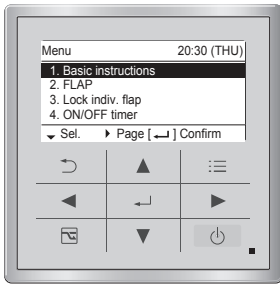 Menu 20:30 (THU)
1. Basic instructions
2. FLAP
3. Lock indiv. flap
4. ON/OFF timer
Sel. Page [ ] Confirm